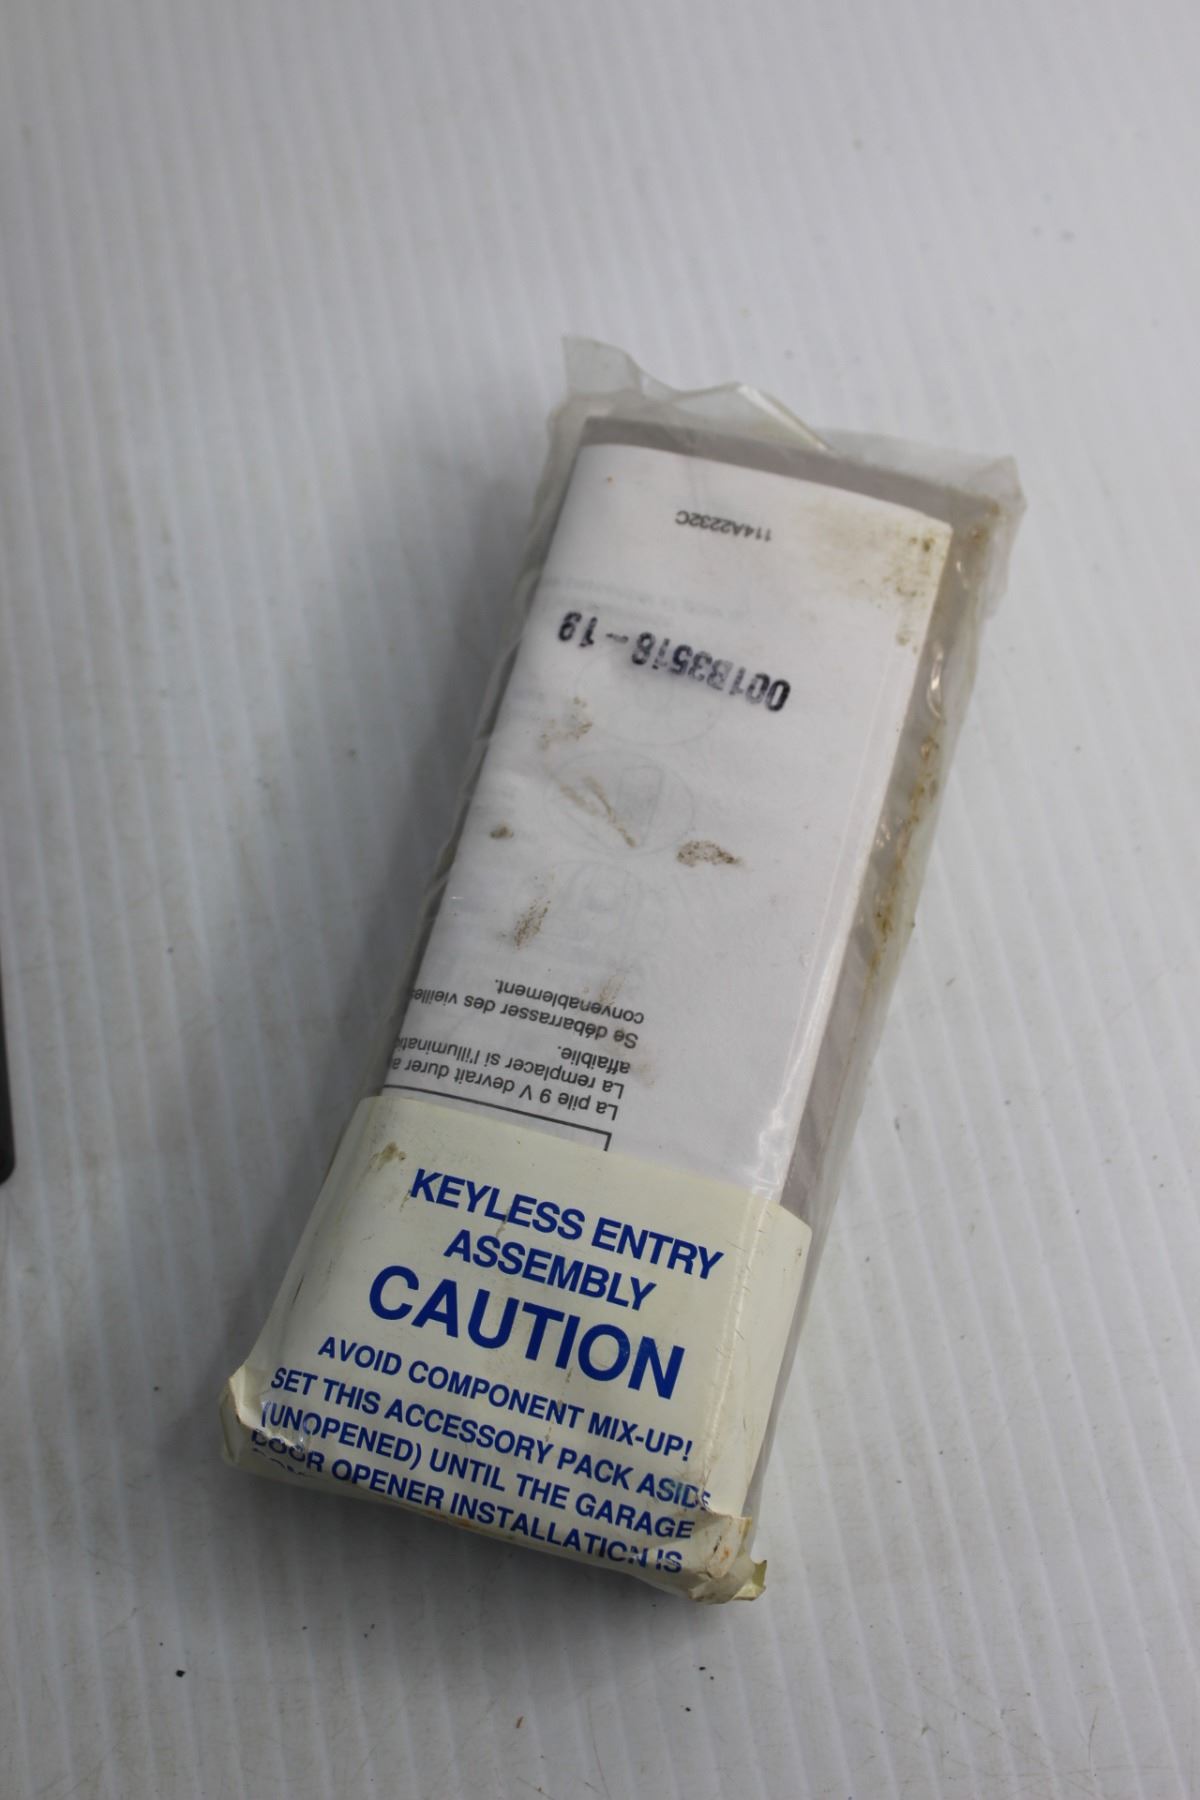 114A2232C
001B3516-19
La pile 9 V devrait durer
La remplacer si l'illuminati
affaiblie.
Se débarrasser des vieilles
convenablement.
KEYLESS ENTRY
ASSEMBLY
CAUTION
AVOID COMPONENT MIX-UP!
SET THIS ACCESSORY PACK ASIDE
(UNOPENED) UNTIL THE GARAGE
DOOR OPENER INSTALLATION IS